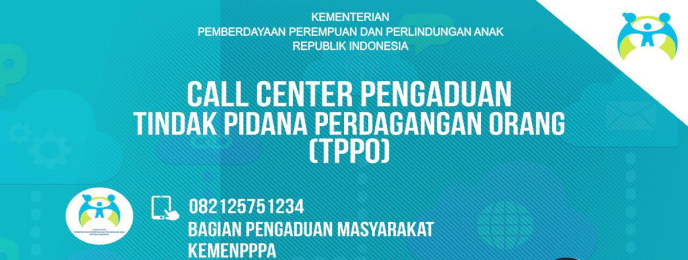 KEMENTERIAN
PEMBERDAYAAN PEREMPUAN DAN PERLINDUNGAN ANAK
REPUBLIK INDONESIA
CALL CENTER PENGADUAN
TINDAK PIDANA PERDAGANGAN ORANG
(TPPO)
082125751234
BAGIAN PENGADUAN MASYARAKAT
KEMENPPPA